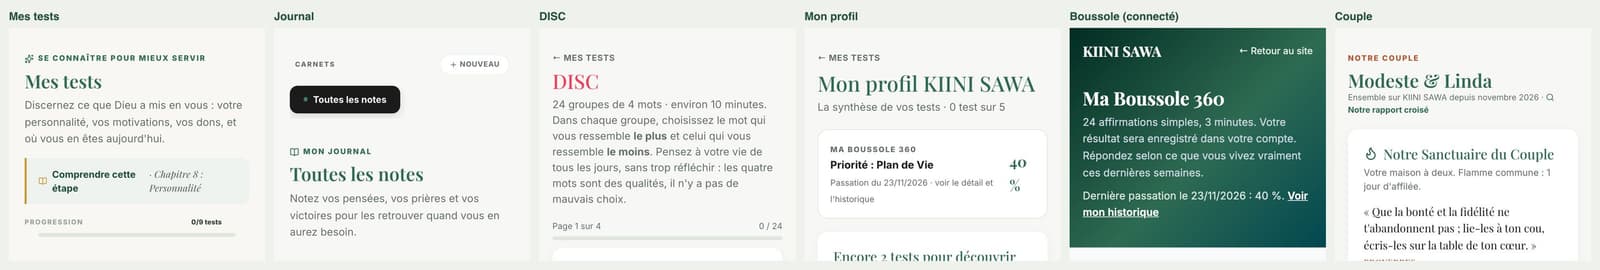 Mes tests
SE CONNAÎTRE POUR MIEUX SERVIR
Mes tests
Discernez ce que Dieu a mis en vous : votre
personnalité, vos motivations, vos dons, et
où vous en êtes aujourd'hui.
Comprendre cette
étape
· Chapitre 8 :
Personnalité
PROGRESSION
0/9 tests
Journal
CARNETS
+ NOUVEAU
Toutes les notes
MON JOURNAL
Toutes les notes
Notez vos pensées, vos prières et vos
victoires pour les retrouver quand vous en
aurez besoin.
DISC
← MES TESTS
DISC
24 groupes de 4 mots · environ 10 minutes.
Dans chaque groupe, choisissez le mot qui
vous ressemble le plus et celui qui vous
ressemble le moins. Pensez à votre vie de
tous les jours, sans trop réfléchir : les quatre
mots sont des qualités, il n'y a pas de
mauvais choix.
Page 1 sur 4
0 / 24
Mon profil
← MES TESTS
Mon profil KIINI SAWA
La synthèse de vos tests · 0 test sur 5
MA BOUSSOLE 360
Priorité : Plan de Vie
Passation du 23/11/2026 · voir le détail et
l'historique
40
%
Encore 2 tests pour découvrir
Boussole (connecté)
KIINI SAWA
← Retour au site
Ma Boussole 360
24 affirmations simples, 3 minutes. Votre
résultat sera enregistré dans votre compte.
Répondez selon ce que vous vivez vraiment
ces dernières semaines.
Dernière passation le 23/11/2026 : 40 %. Voir
mon historique
Couple
NOTRE COUPLE
Modeste & Linda
Ensemble sur KIINI SAWA depuis novembre 2026 ·
Notre rapport croisé
Notre Sanctuaire du Couple
Votre maison à deux. Flamme commune : 1
jour d'affilée.
« Que la bonté et la fidélité ne
t'abandonnent pas ; lie-les à ton cou,
écris-les sur la table de ton cœur. »